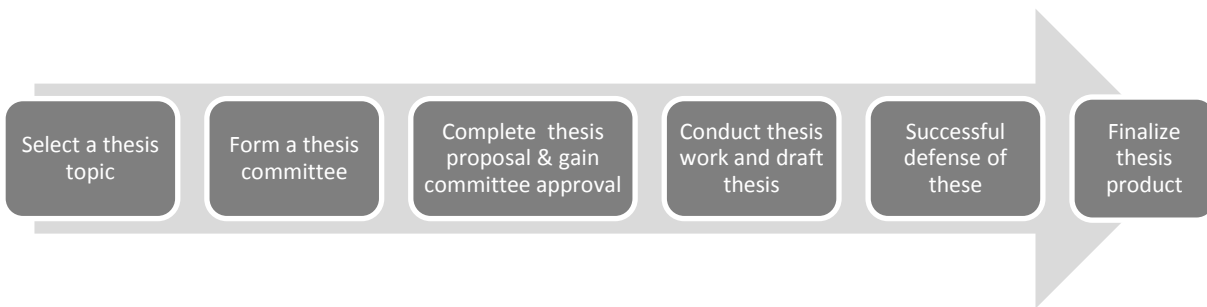 Select a thesis
topic
Form a thesis
committee
Complete  thesis
proposal & gain
committee approval
Conduct thesis
work and draft
thesis
Successful
defense of
these
Finalize
thesis
product